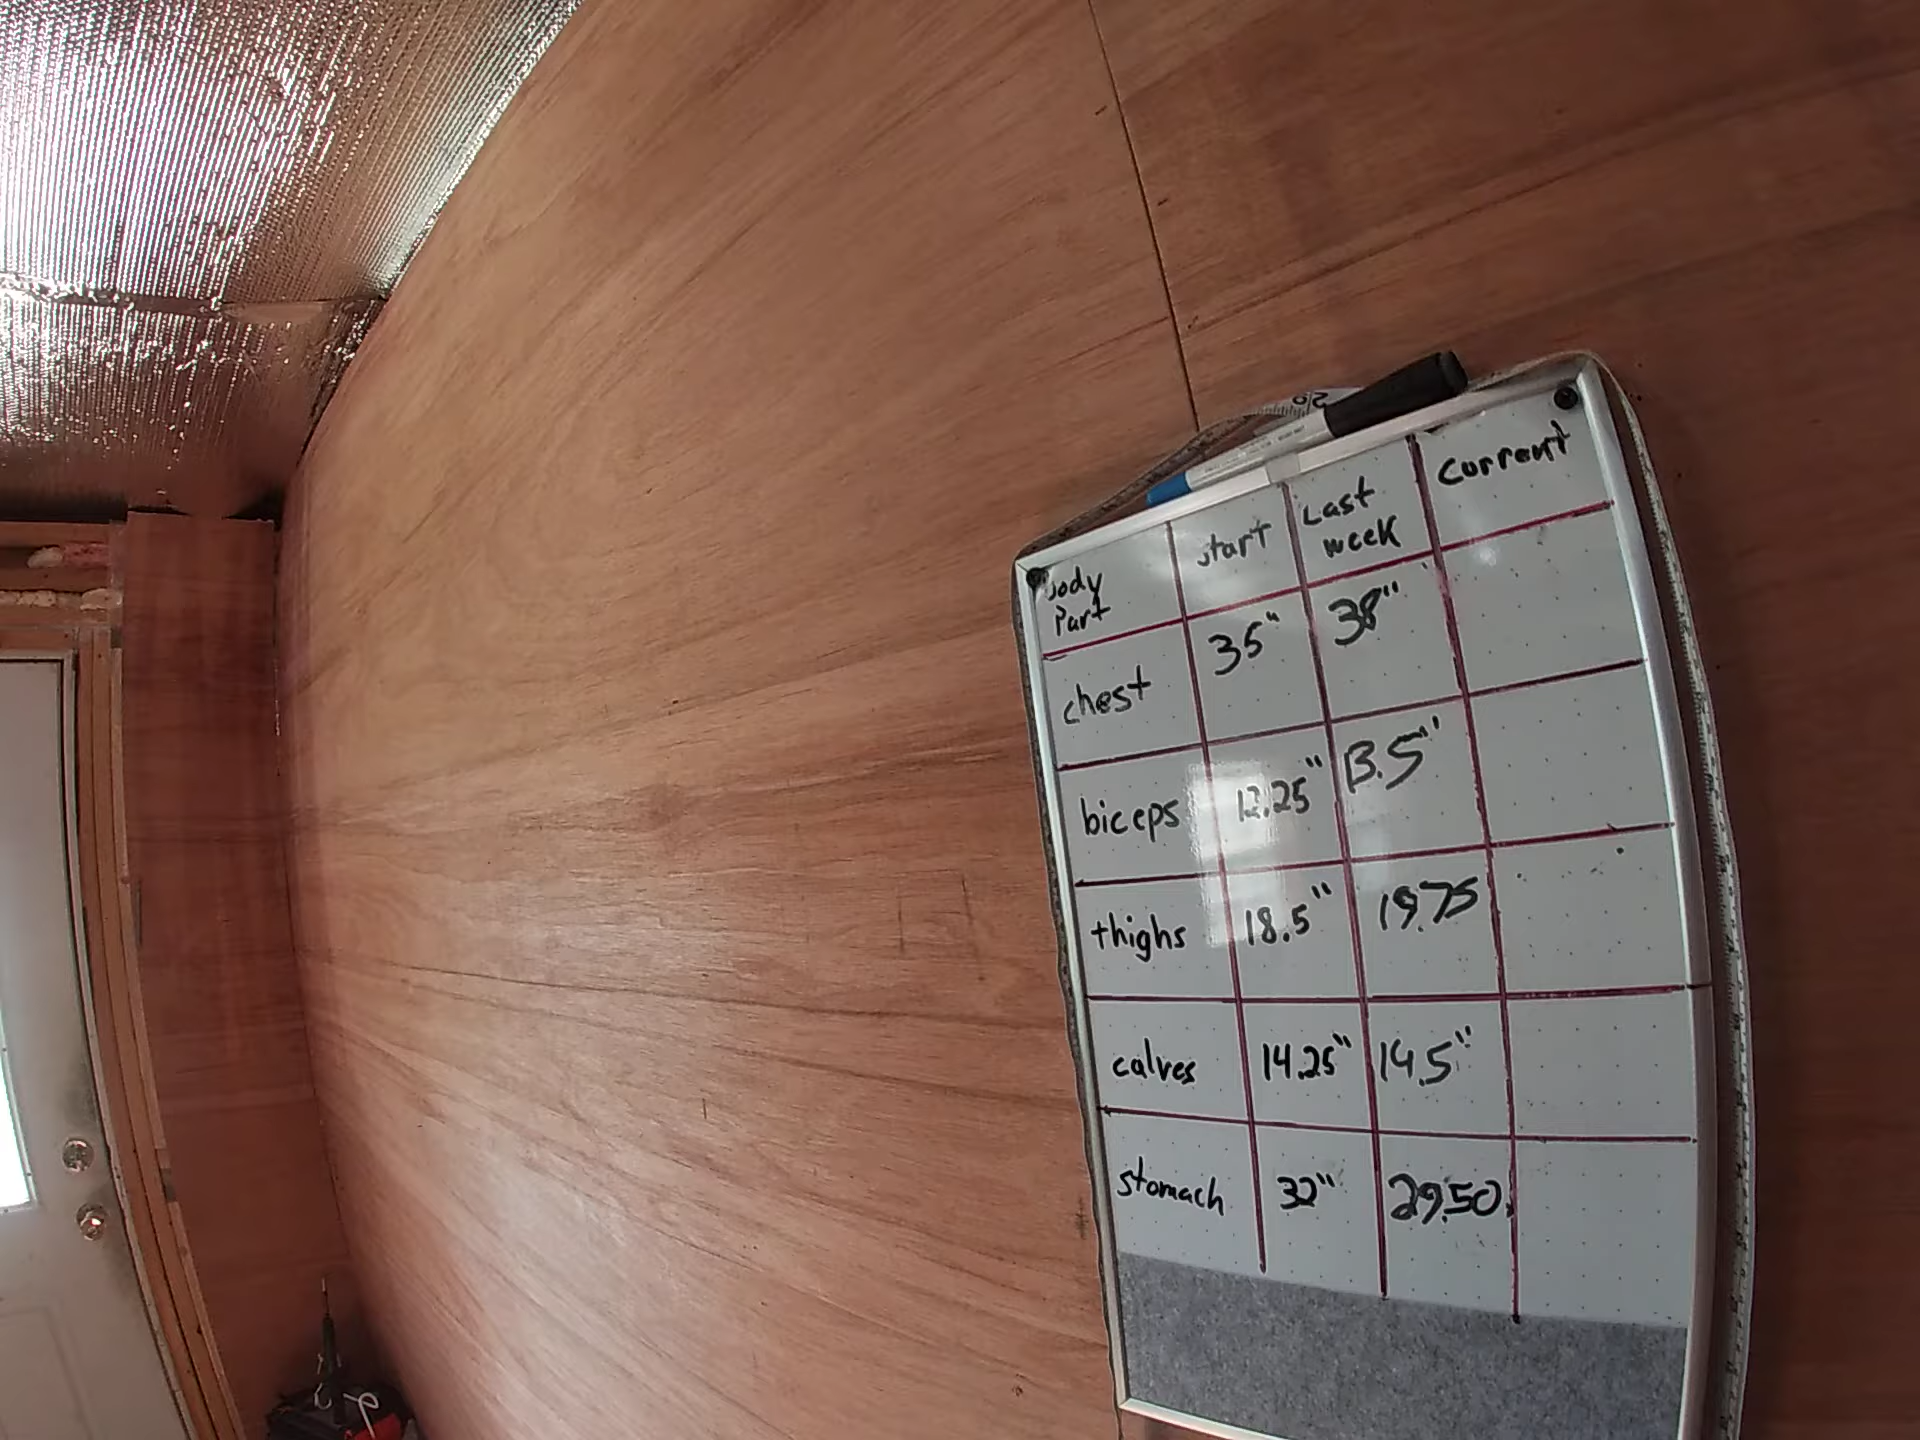 body Part	start	Last week	current
chest	35"	38"
biceps	12.25"	13.5"
thighs	18.5"	19.75
calves	14.25"	14.5"
stomach	32"	29.50